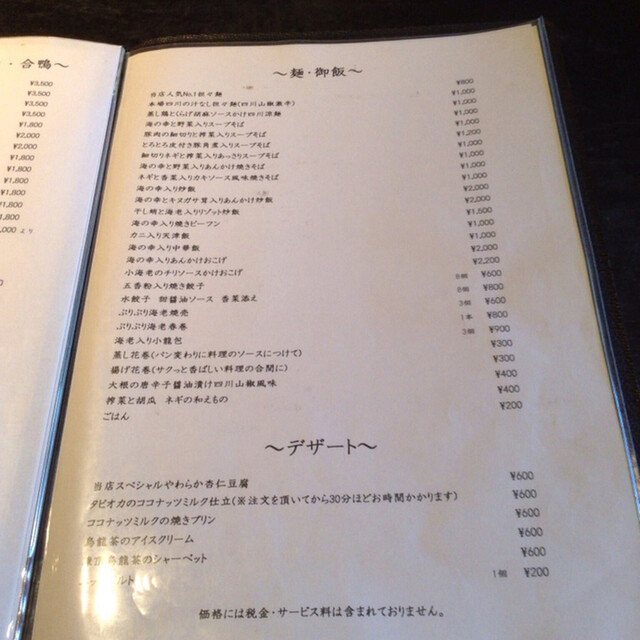 ・合鴨～
¥3,500
¥3,500
¥3,500
¥2,000
¥2,000
¥1,800
¥1,800
¥1,800
¥1,800
¥1,800
,000 より
～麺・御飯～
当店人気No.1担々麺 ¥800
本場四川の汁なし担々麺(四川山椒激辛) ¥1,000
蒸し鶏とくらげ胡麻ソースかけ四川涼麺 ¥1,000
海の幸と野菜入りスープそば ¥1,000
豚肉の細切りと搾菜入りスープそば ¥1,000
とろとろ皮付き豚角煮入りスープそば ¥1,200
細切りネギと搾菜入りあっさりスープそば ¥1,000
海の幸と野菜入りあんかけ焼きそば ¥1,000
ネギと香菜入りカキソース風味焼きそば ¥1,000
海の幸入り炒飯 ¥2,000
海の幸とキヌガサ茸入りあんかけ炒飯 ¥2,000
干し蛸と海老入りリゾット炒飯 ¥1,500
海の幸入り焼きビーフン ¥1,000
カニ入り天津飯 ¥1,000
海の幸入り中華飯 ¥2,000
海の幸入りあんかけおこげ ¥2,200
小海老のチリソースかけおこげ
五香粉入り焼き餃子 6個 ¥600
水餃子 甜醤油ソース 香菜添え 8個 ¥800
ぷりぷり海老焼売 3個 ¥600
ぷりぷり海老春巻 1本 ¥800
海老入り小籠包 3個 ¥900
蒸し花巻(パン変わりに料理のソースにつけて) ¥300
揚げ花巻(サクッと香ばしい料理の合間に) ¥300
大根の唐辛子醤油漬け四川山椒風味 ¥400
搾菜と胡瓜 ネギの和えもの ¥400
ごはん ¥200
～デザート～
当店スペシャルやわらか杏仁豆腐 ¥600
タピオカのココナッツミルク仕立(※注文を頂いてから30分ほどお時間かかります) ¥600
ココナッツミルクの焼きプリン ¥600
烏龍茶のアイスクリーム ¥600
烏龍茶のシャーベット ¥600
ルト 1個 ¥200
価格には税金・サービス料は含まれておりません。